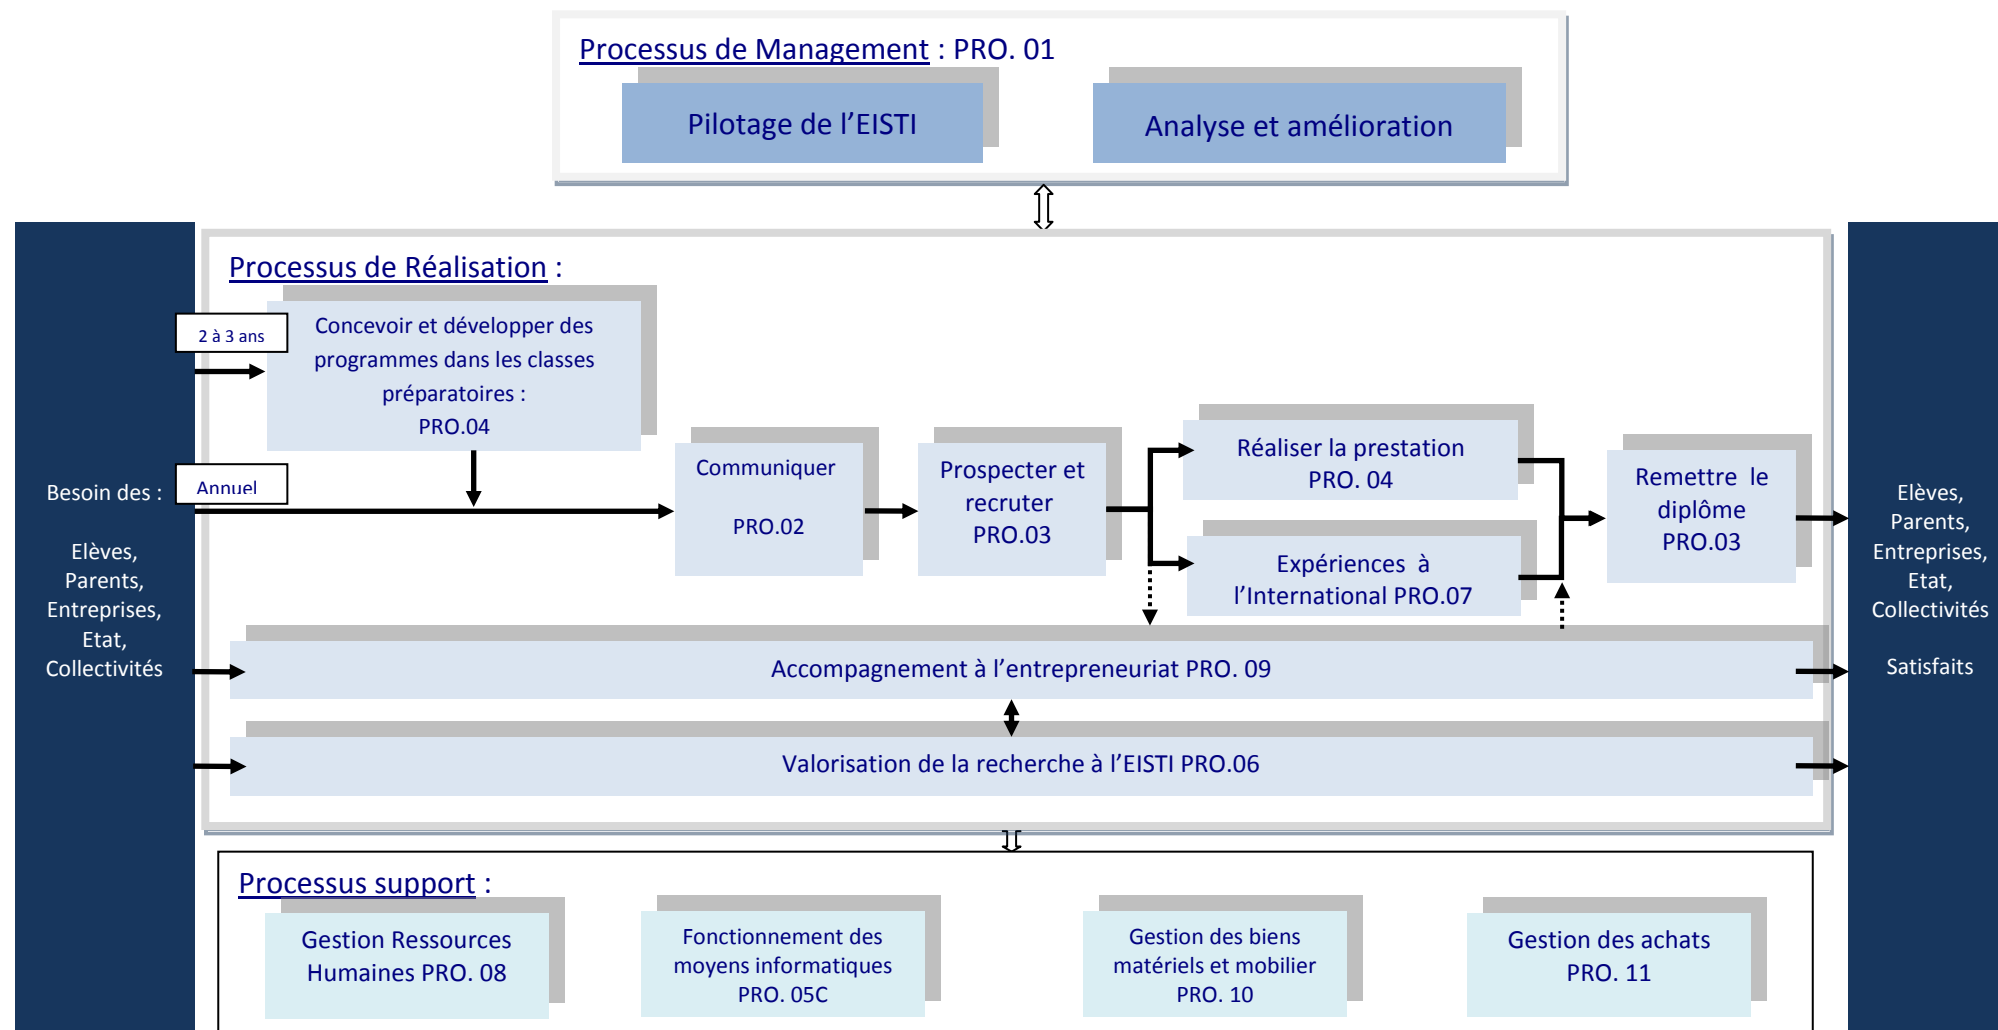 Processus de Management : PRO. 01
Pilotage de l’EISTI
Analyse et amélioration
Processus de Réalisation :
2 à 3 ans
Concevoir et développer des
programmes dans les classes
préparatoires :
PRO.04
Annuel
Besoin des :
Elèves,
Parents,
Entreprises,
Etat,
Collectivités
Communiquer
PRO.02
Prospecter et
recruter
PRO.03
Réaliser la prestation
PRO. 04
Expériences à
l’International PRO.07
Remettre le
diplôme
PRO.03
Elèves,
Parents,
Entreprises,
Etat,
Collectivités
Satisfaits
Accompagnement à l’entrepreneuriat PRO. 09
Valorisation de la recherche à l’EISTI PRO.06
Processus support :
Gestion Ressources
Humaines PRO. 08
Fonctionnement des
moyens informatiques
PRO. 05C
Gestion des biens
matériels et mobilier
PRO. 10
Gestion des achats
PRO. 11